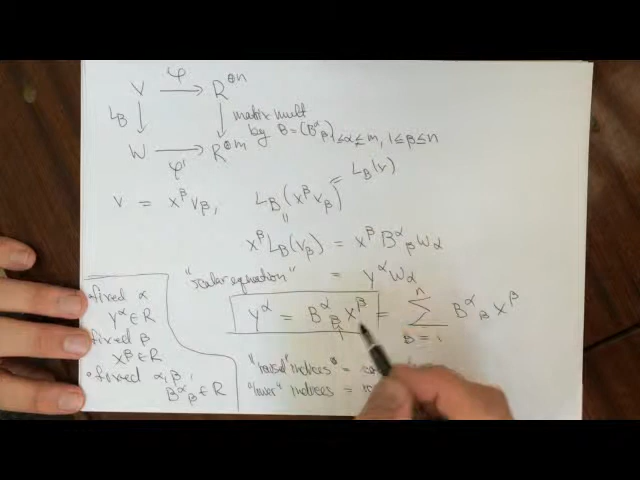 V φ R⊕n
L_B matrix mult
by B = (B^α_β) 1≤α≤m, 1≤β≤n
W φ' R⊕m
= L_B(v)
v = x^β v_β, L_B(x^β v_β)
=
x^β L_B(v_β) = x^β B^α_β w_α
"scalar equation" = y^α w_α
y^α = B^α_β x^β = n Σ β=1 B^α_β x^β
• fixed α
y^α ∈ R
• fixed β
x^β ∈ R
• fixed α, β,
B^α_β ∈ R
"raised" indices =
"lower" indices =